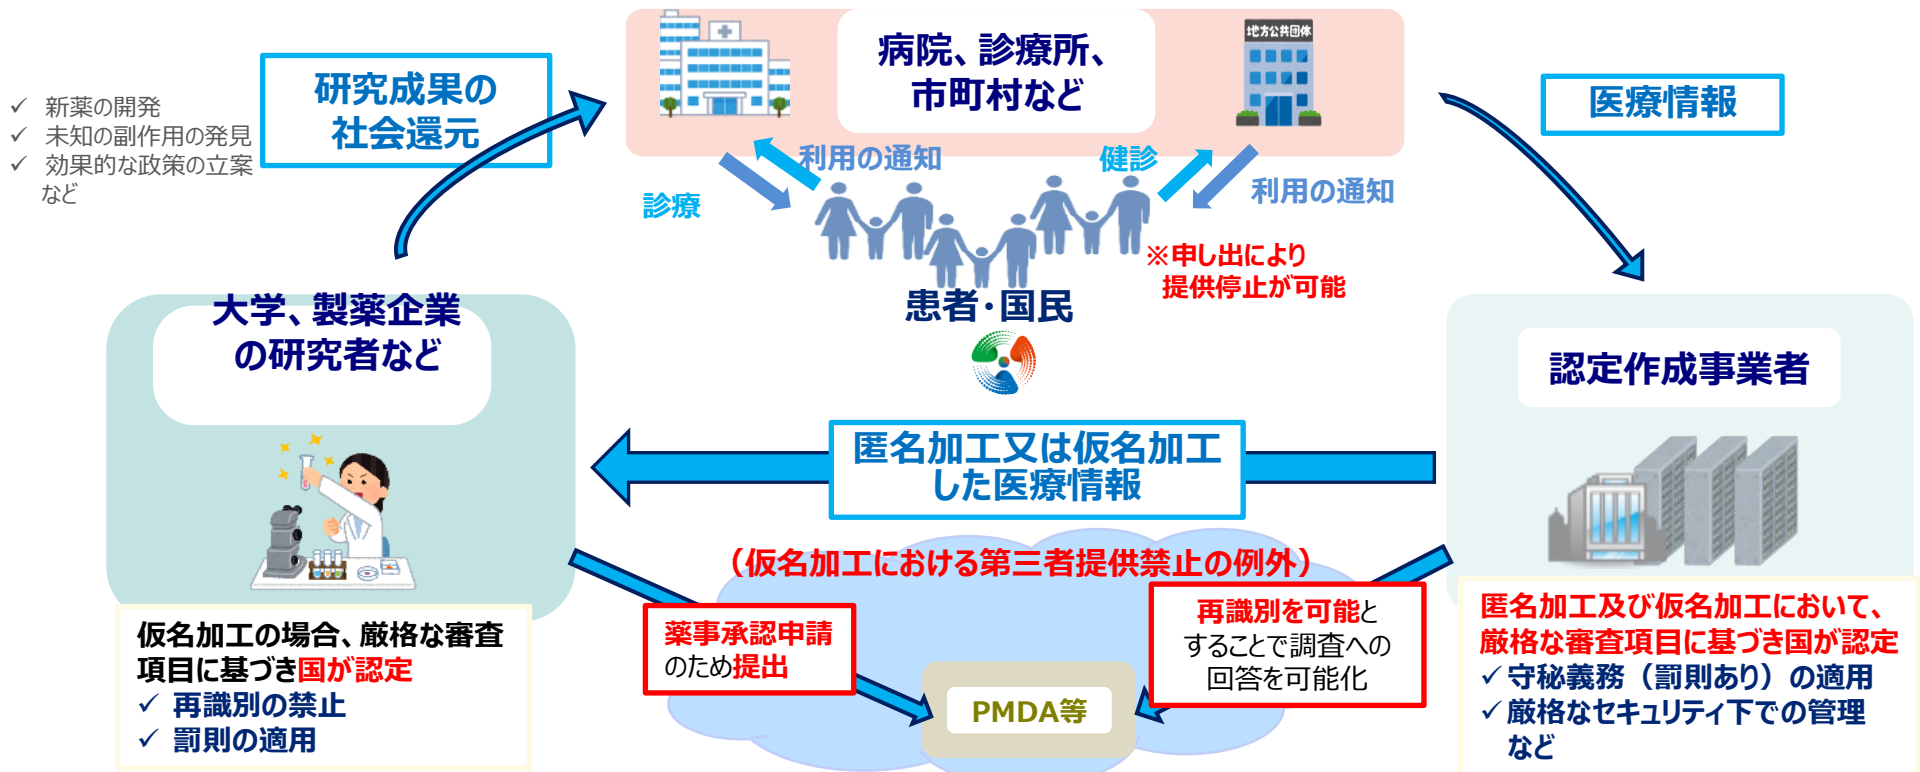 地方公共団体
病院、診療所、
市町村など
研究成果の
社会還元
✓ 新薬の開発
✓ 未知の副作用の発見
✓ 効果的な政策の立案
など
医療情報
利用の通知
診療
健診
利用の通知
※申し出により
提供停止が可能
患者・国民
大学、製薬企業
の研究者など
認定作成事業者
匿名加工又は仮名加工
した医療情報
（仮名加工における第三者提供禁止の例外）
薬事承認申請
のため提出
再識別を可能と
することで調査への
回答を可能化
PMDA等
仮名加工の場合、厳格な審査
項目に基づき国が認定
✓ 再識別の禁止
✓ 罰則の適用
匿名加工及び仮名加工において、
厳格な審査項目に基づき国が認定
✓ 守秘義務（罰則あり）の適用
✓ 厳格なセキュリティ下での管理
など